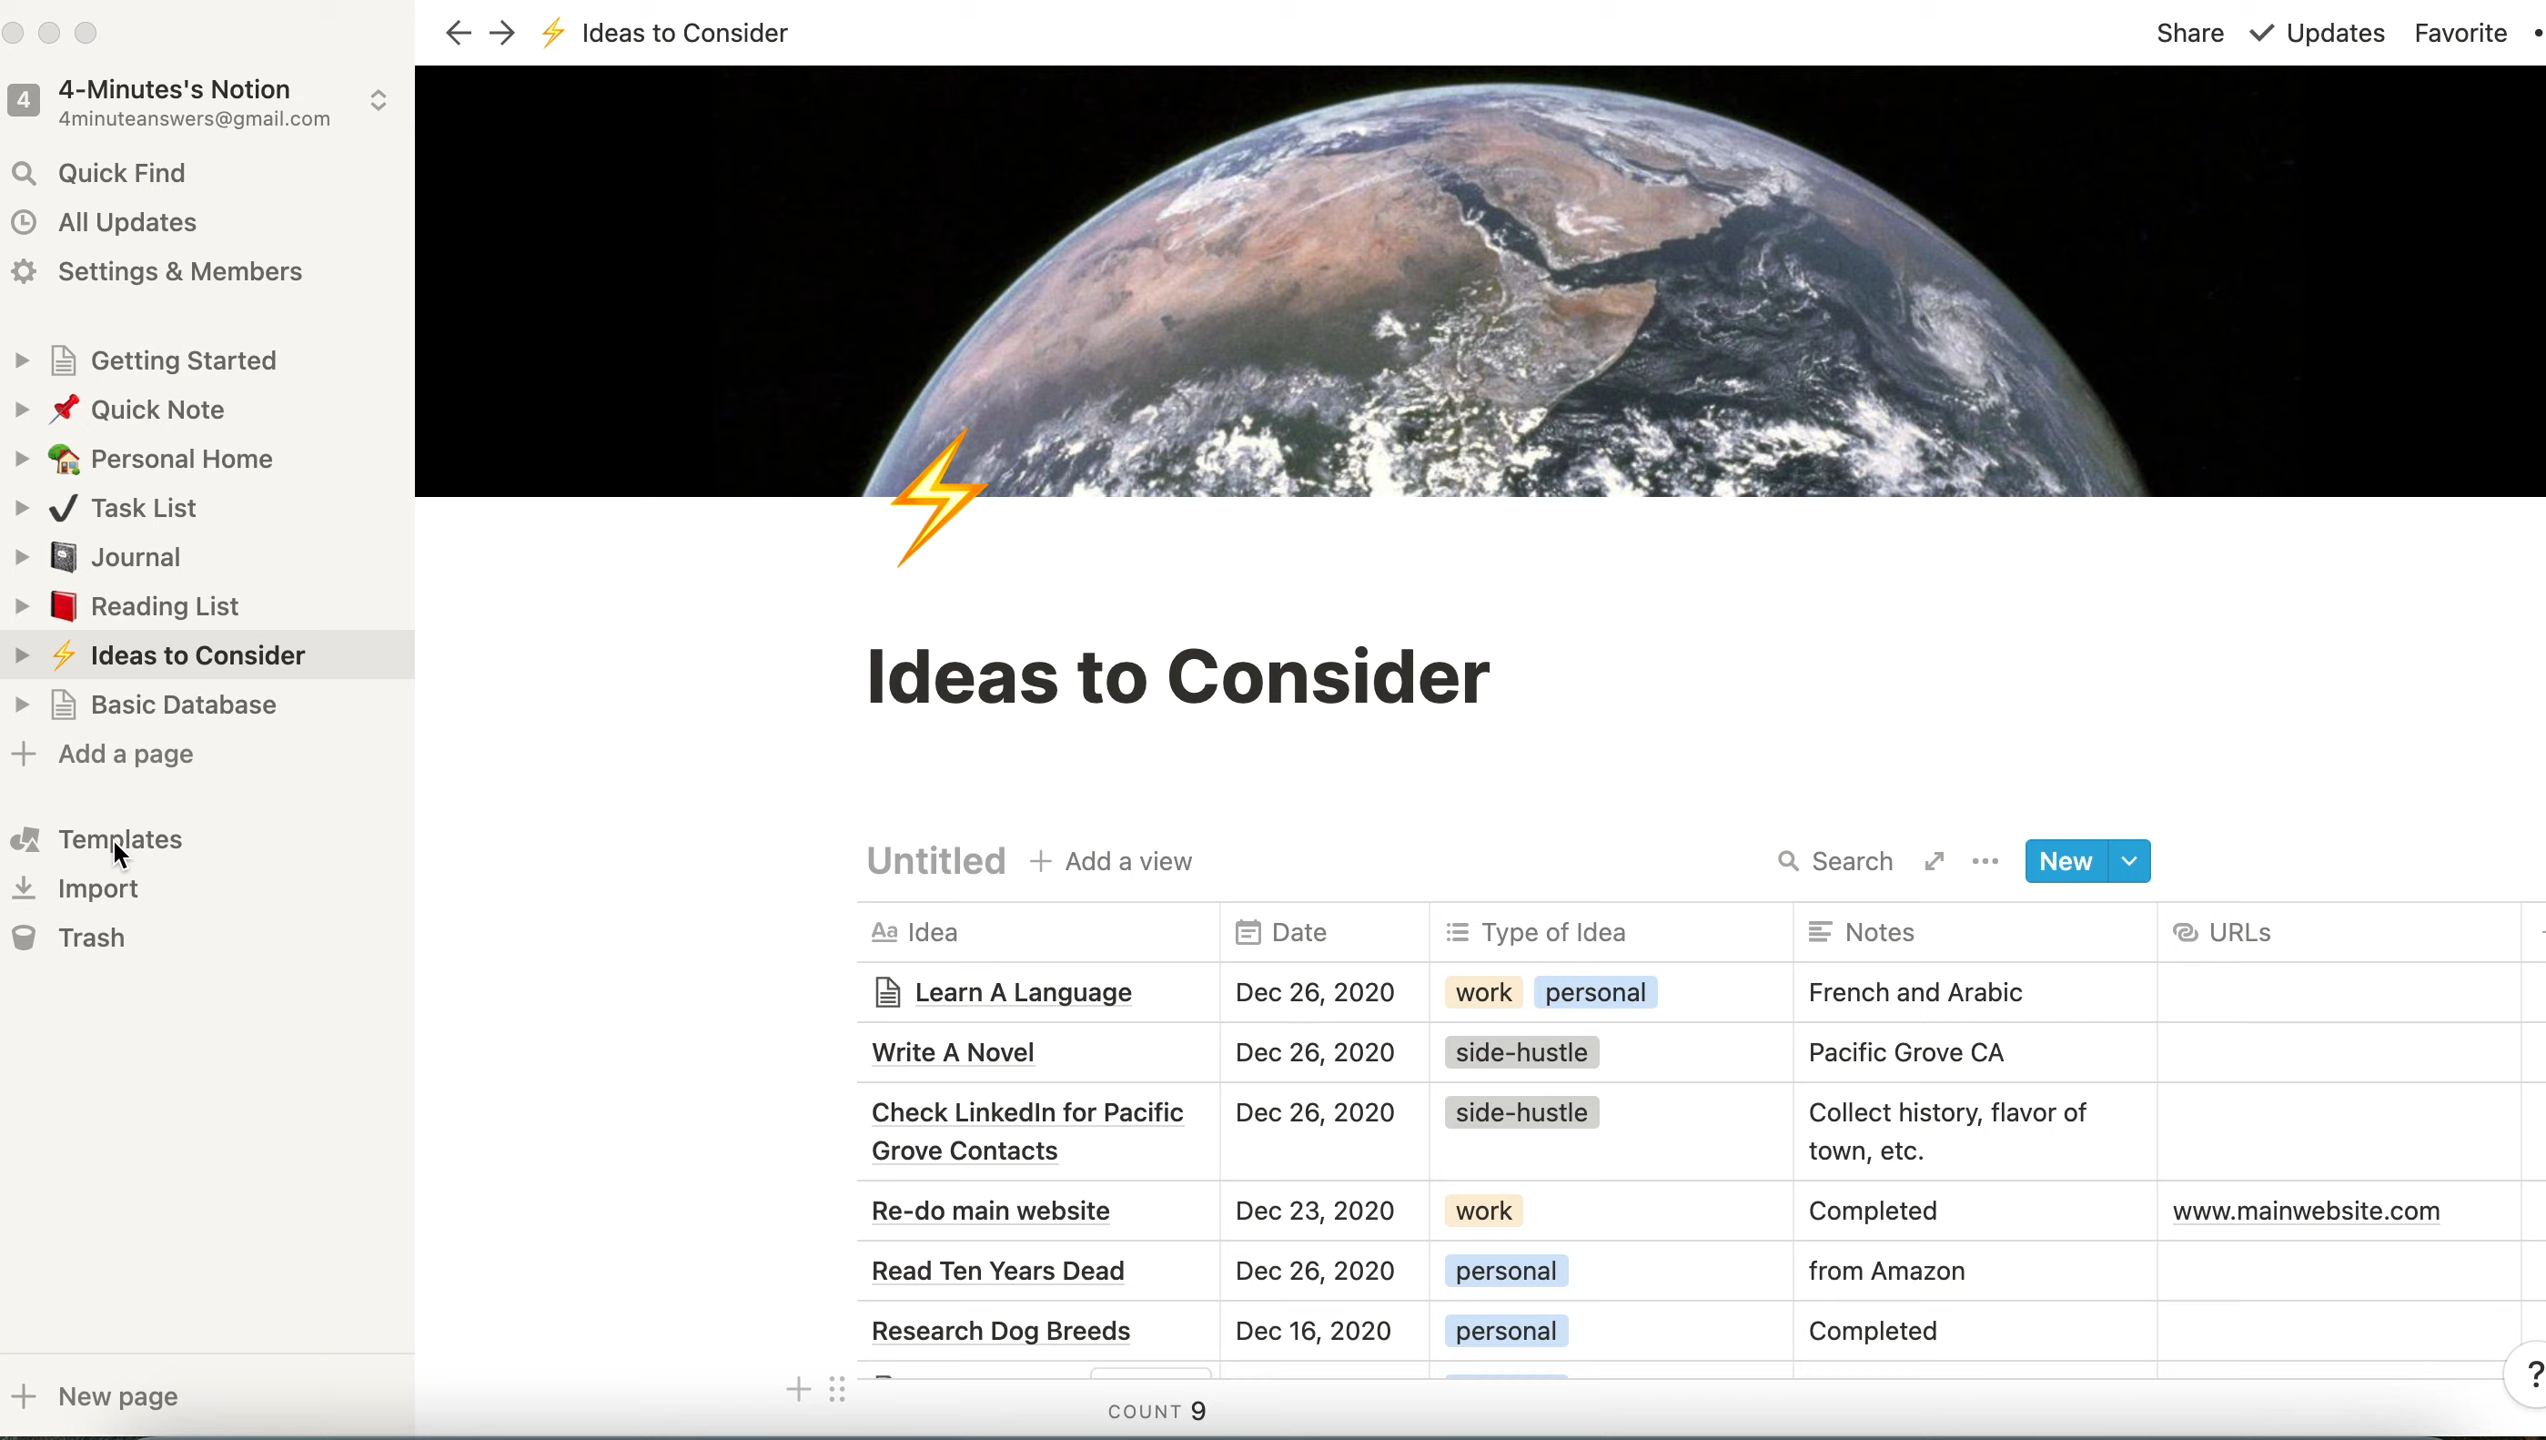 Ideas to Consider
Share
Updates
Favorite
4
4-Minutes's Notion
4minuteanswers@gmail.com
Quick Find
All Updates
Settings & Members
Getting Started
Quick Note
Personal Home
Task List
Journal
Reading List
Ideas to Consider
Basic Database
Add a page
Templates
Import
Trash
New page
Ideas to Consider
Untitled
Add a view
Search
New
Aa Idea
Date
Type of Idea
Notes
URLs
Learn A Language
Dec 26, 2020
work personal
French and Arabic
Write A Novel
Dec 26, 2020
side-hustle
Pacific Grove CA
Check LinkedIn for Pacific
Grove Contacts
Dec 26, 2020
side-hustle
Collect history, flavor of
town, etc.
Re-do main website
Dec 23, 2020
work
Completed
www.mainwebsite.com
Read Ten Years Dead
Dec 26, 2020
personal
from Amazon
Research Dog Breeds
Dec 16, 2020
personal
Completed
COUNT 9
?